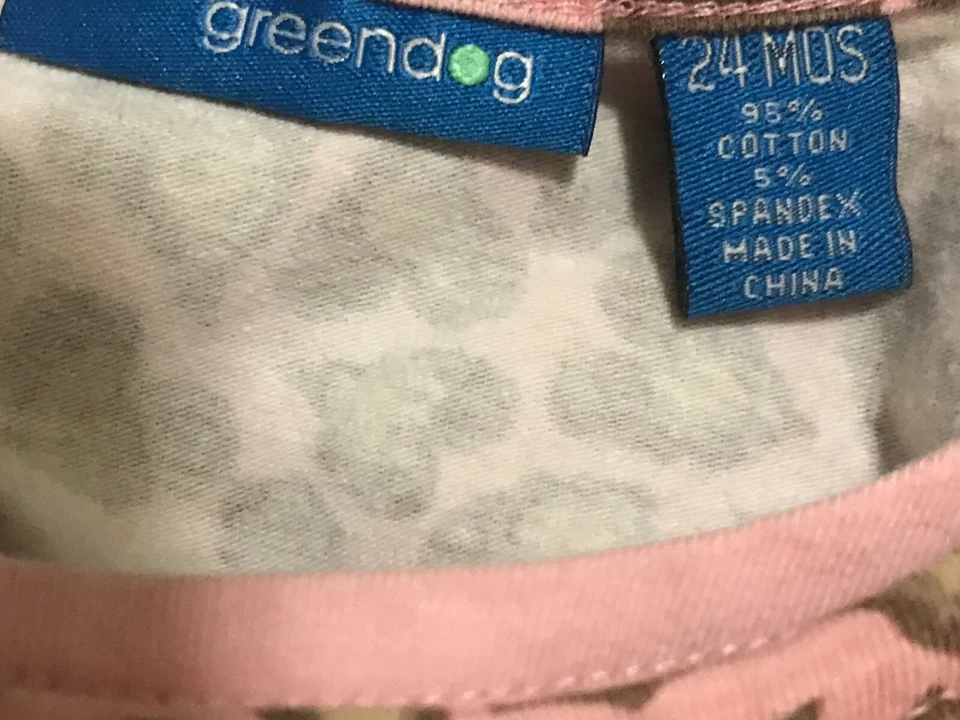 greendog
24 MOS
95%
COTTON
5%
SPANDEX
MADE IN
CHINA